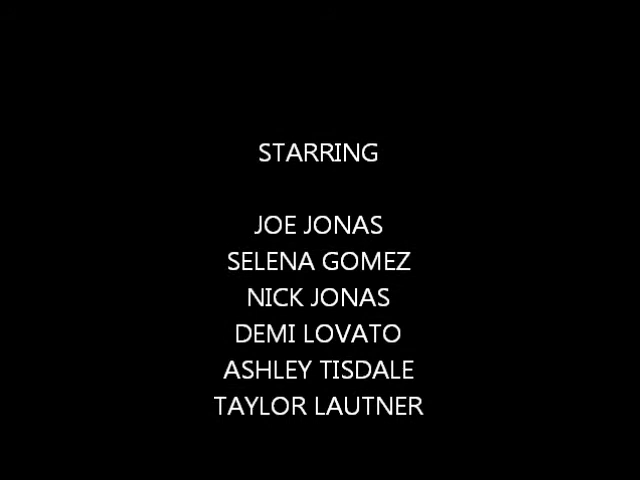 STARRING
JOE JONAS
SELENA GOMEZ
NICK JONAS
DEMI LOVATO
ASHLEY TISDALE
TAYLOR LAUTNER